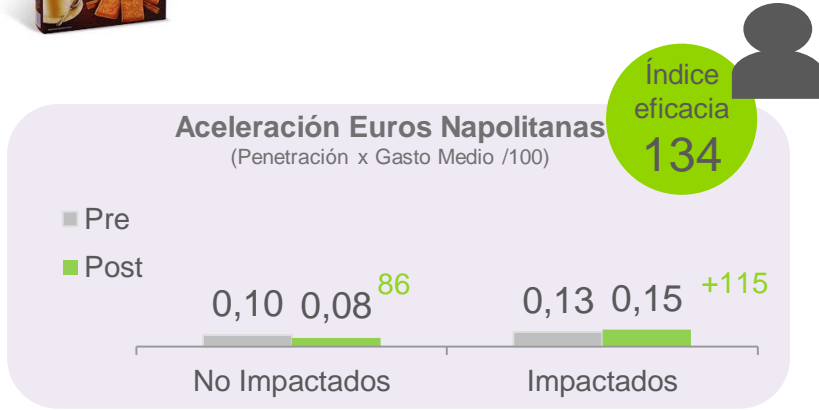 Índice
eficacia
134
Aceleración Euros Napolitanas
(Penetración x Gasto Medio /100)
Pre
Post
0,10 0,08 86
0,13 0,15 +115
No Impactados
Impactados